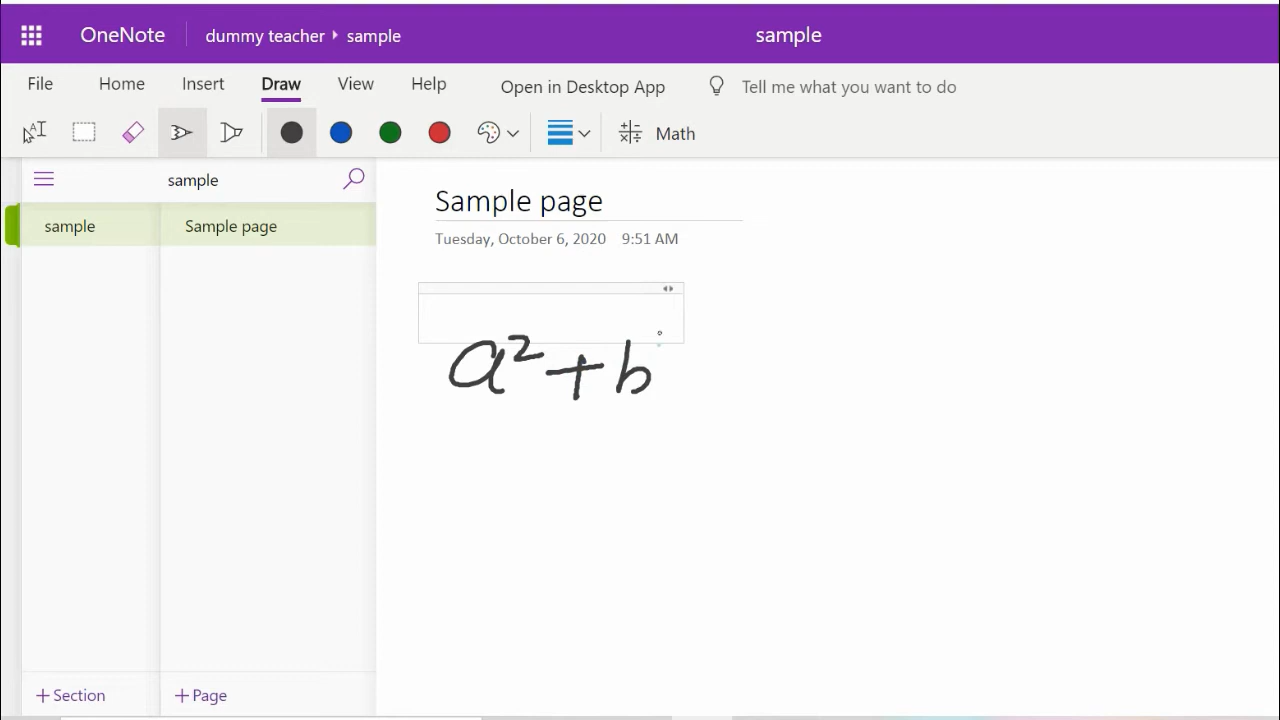 OneNote dummy teacher sample sample
File Home Insert Draw View Help Open in Desktop App Tell me what you want to do
Math
sample
sample Sample page
Sample page
Tuesday, October 6, 2020 9:51 AM
a²+b
+ Section + Page